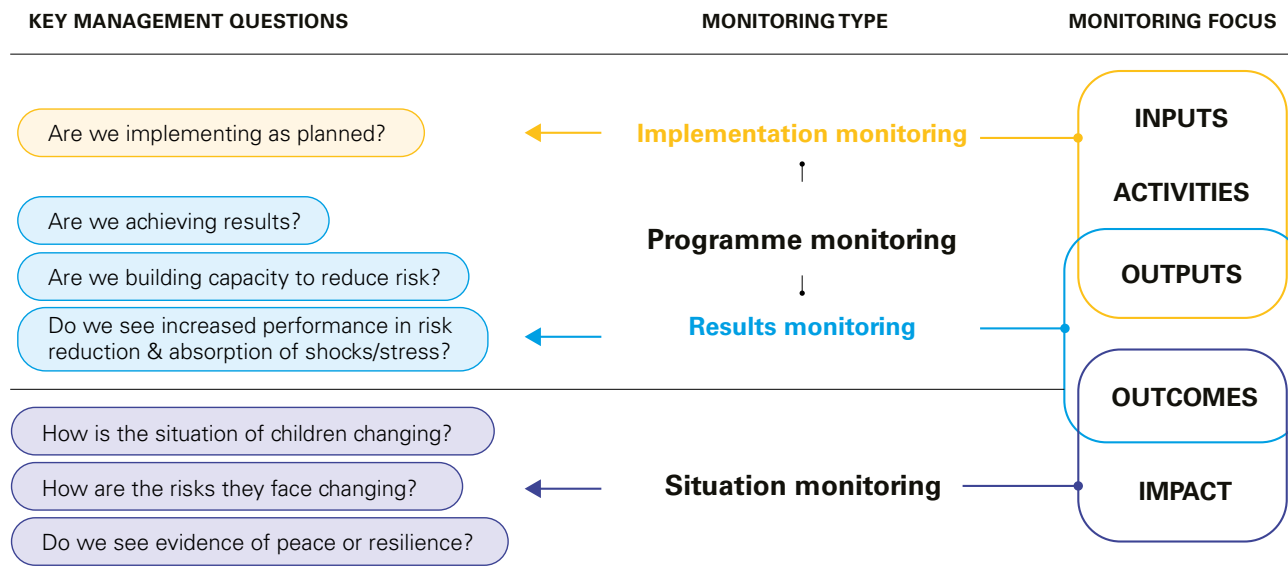 KEY MANAGEMENT QUESTIONS
MONITORING TYPE
MONITORING FOCUS
Are we implementing as planned?
Implementation monitoring
INPUTS
ACTIVITIES
Are we achieving results?
Programme monitoring
Are we building capacity to reduce risk?
OUTPUTS
Do we see increased performance in risk
reduction & absorption of shocks/stress?
Results monitoring
OUTCOMES
How is the situation of children changing?
How are the risks they face changing?
Situation monitoring
IMPACT
Do we see evidence of peace or resilience?